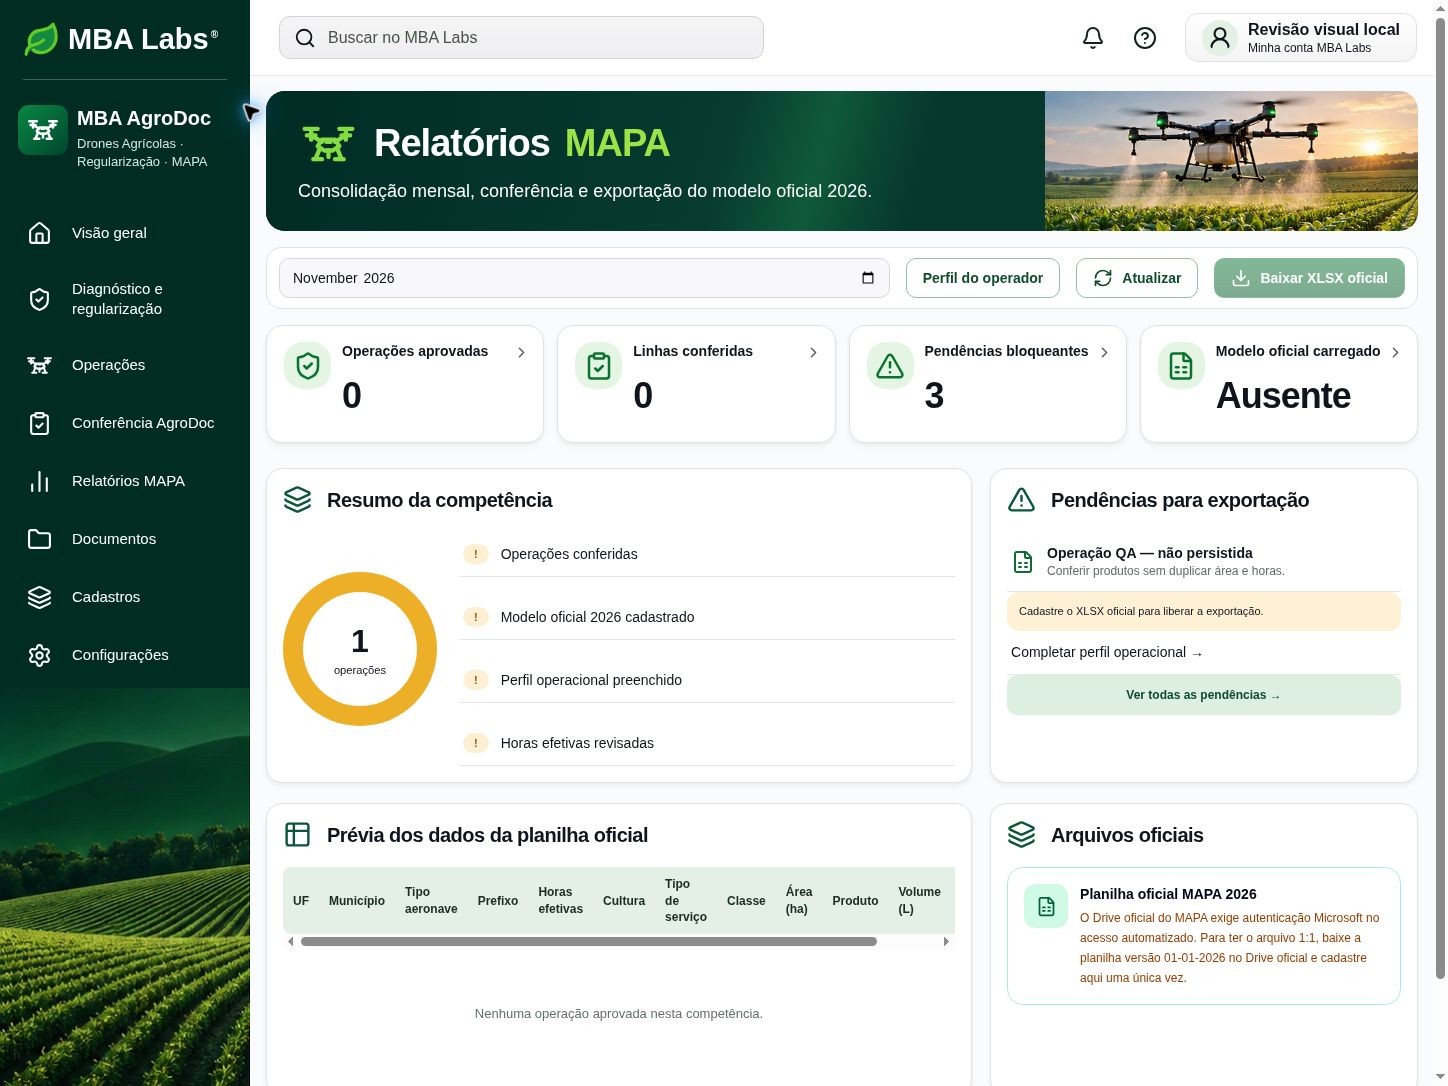 MBA Labs®
MBA AgroDoc
Drones Agrícolas ·
Regularização · MAPA
Visão geral
Diagnóstico e
regularização
Operações
Conferência AgroDoc
Relatórios MAPA
Documentos
Cadastros
Configurações
Buscar no MBA Labs
Revisão visual local
Minha conta MBA Labs
Relatórios MAPA
Consolidação mensal, conferência e exportação do modelo oficial 2026.
November 2026
Perfil do operador
Atualizar
Baixar XLSX oficial
Operações aprovadas
0
Linhas conferidas
0
Pendências bloqueantes
3
Modelo oficial carregado
Ausente
Resumo da competência
1
operações
! Operações conferidas
! Modelo oficial 2026 cadastrado
! Perfil operacional preenchido
! Horas efetivas revisadas
Pendências para exportação
Operação QA — não persistida
Conferir produtos sem duplicar área e horas.
Cadastre o XLSX oficial para liberar a exportação.
Completar perfil operacional →
Ver todas as pendências →
Prévia dos dados da planilha oficial
UF
Município
Tipo
aeronave
Prefixo
Horas
efetivas
Cultura
Tipo
de
serviço
Classe
Área
(ha)
Produto
Volume
(L)
Nenhuma operação aprovada nesta competência.
Arquivos oficiais
Planilha oficial MAPA 2026
O Drive oficial do MAPA exige autenticação Microsoft no
acesso automatizado. Para ter o arquivo 1:1, baixe a
planilha versão 01-01-2026 no Drive oficial e cadastre
aqui uma única vez.